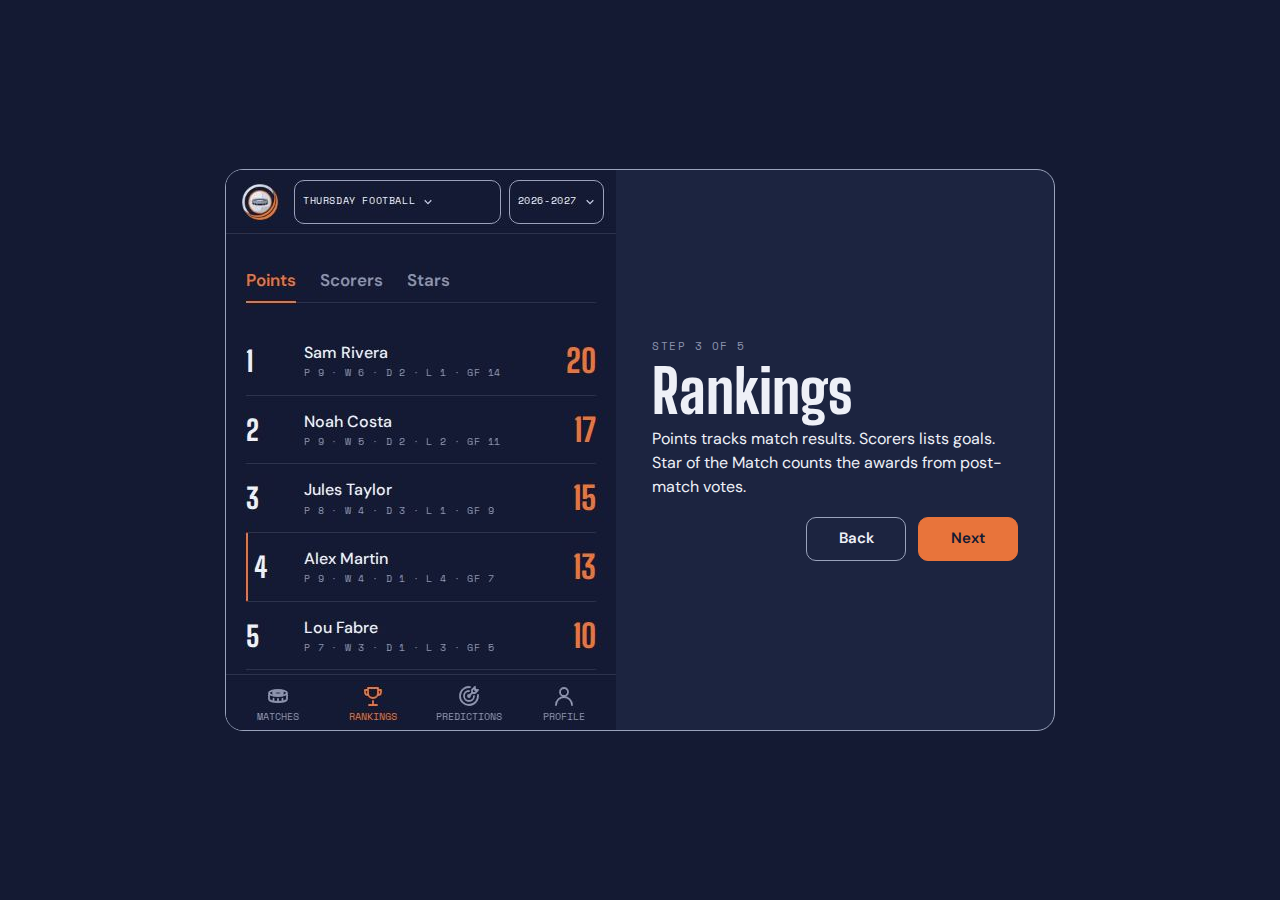 THURSDAY FOOTBALL
2026-2027
Points Scorers Stars
1 Sam Rivera 20
P 9 · W 6 · D 2 · L 1 · GF 14
2 Noah Costa 17
P 9 · W 5 · D 2 · L 2 · GF 11
3 Jules Taylor 15
P 8 · W 4 · D 3 · L 1 · GF 9
4 Alex Martin 13
P 9 · W 4 · D 1 · L 4 · GF 7
5 Lou Fabre 10
P 7 · W 3 · D 1 · L 3 · GF 5
MATCHES RANKINGS PREDICTIONS PROFILE
STEP 3 OF 5
Rankings
Points tracks match results. Scorers lists goals.
Star of the Match counts the awards from post-
match votes.
Back Next